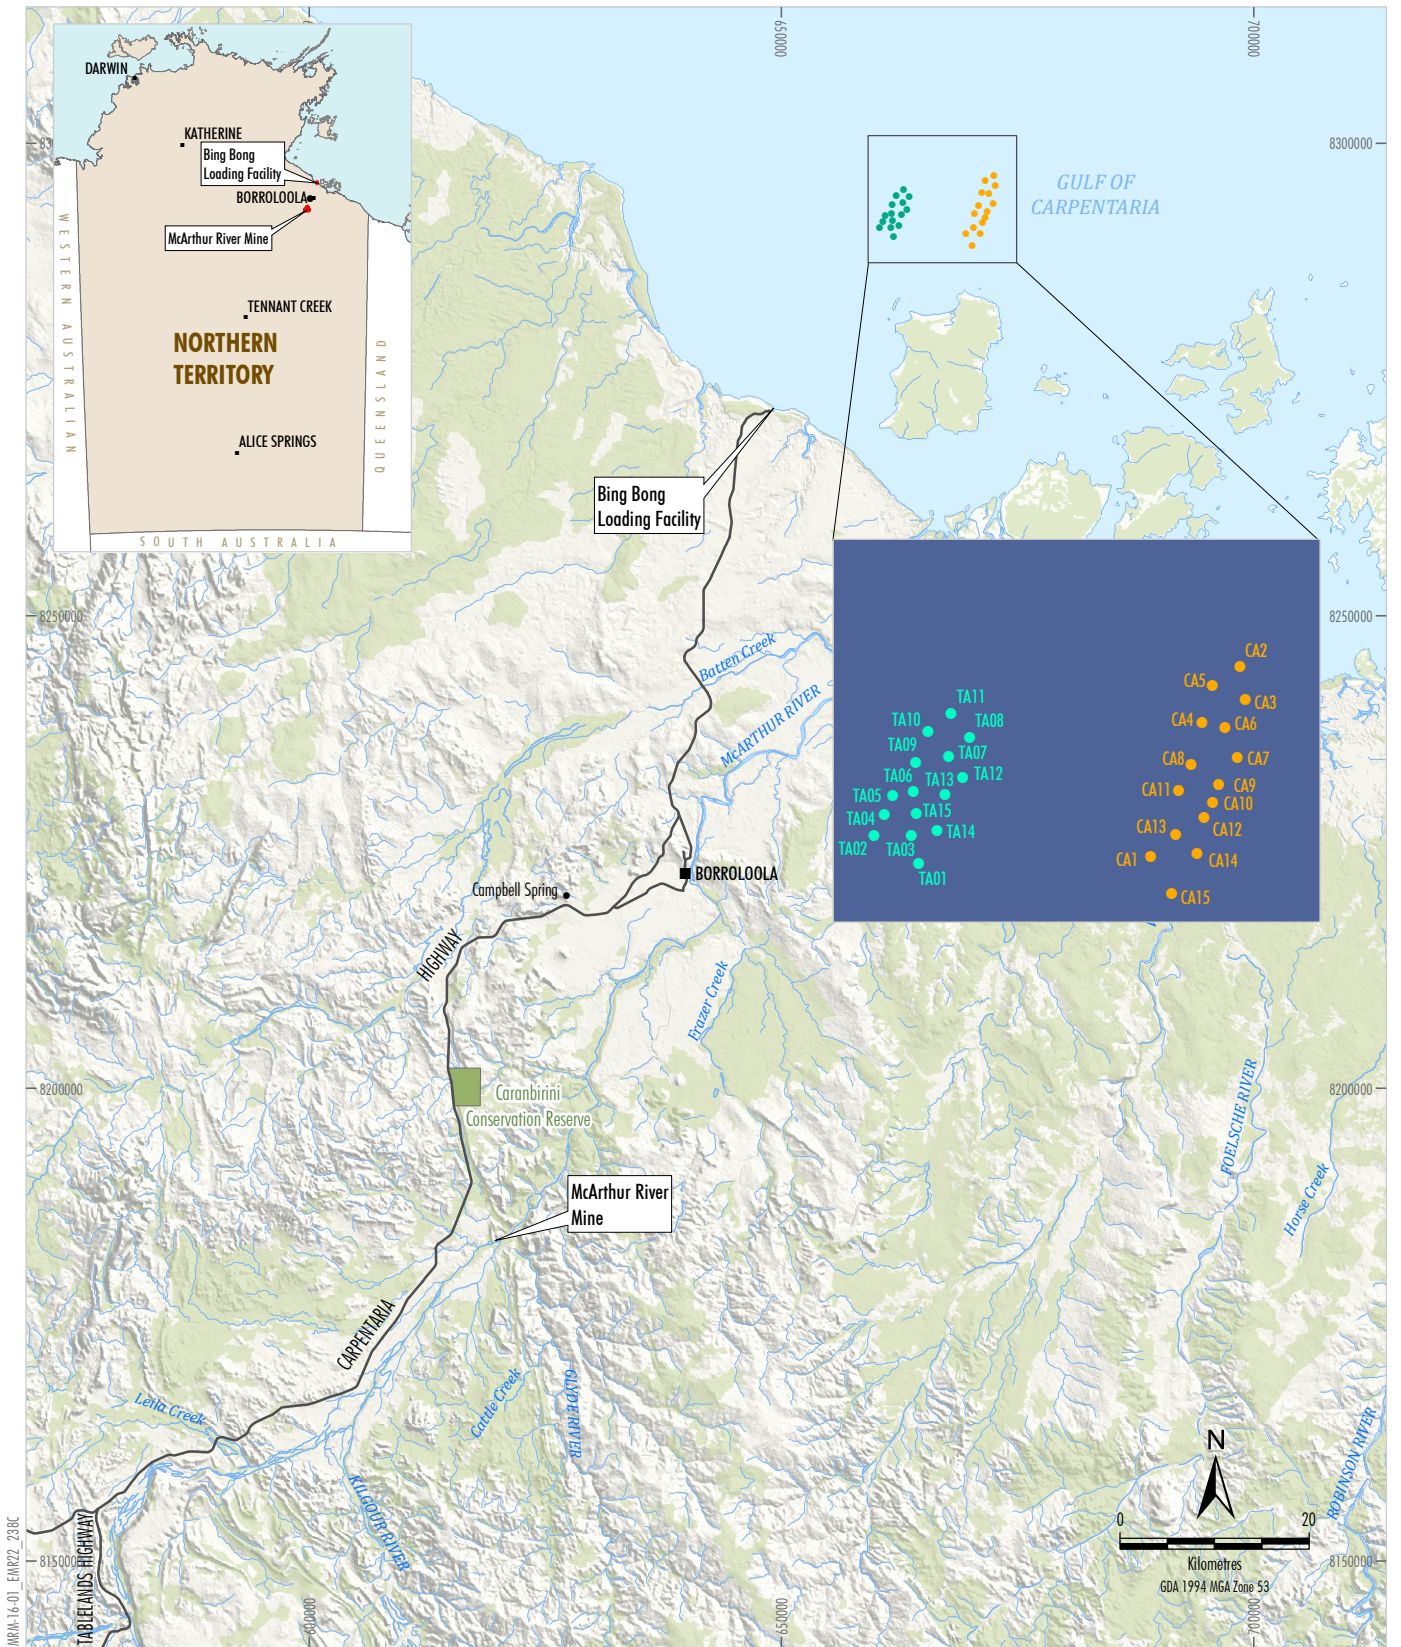 650000
700000
8300000
DARWIN
KATHERINE
Bing Bong
Loading Facility
BORROLOOLA
McArthur River Mine
TENNANT CREEK
NORTHERN
TERRITORY
ALICE SPRINGS
WESTERN AUSTRALIAN
QUEENSLAND
SOUTH AUSTRALIA
GULF OF
CARPENTARIA
Bing Bong
Loading Facility
8250000
8250000
Batten Creek
McARTHUR RIVER
CA2
CA5
CA3
CA4
CA6
CA8
CA7
CA11
CA9
CA10
CA13
CA12
CA1
CA14
CA15
TA11
TA10
TA08
TA09
TA07
TA06
TA13
TA12
TA05
TA04
TA15
TA14
TA02
TA03
TA01
BORROLOOLA
Campbell Spring
HIGHWAY
Frazer Creek
8200000
8200000
Caranbirini
Conservation Reserve
FOELSCHE RIVER
Horse Creek
McArthur River
Mine
CARPENTARIA
Leila Creek
Cattle Creek
GLYDE RIVER
KILGOUR RIVER
ROBINSON RIVER
TABLELANDS HIGHWAY
N
0 20
Kilometres
GDA 1994 MGA Zone 53
8150000
8150000
600000
650000
700000
MRM-16-01_EMR22_238C